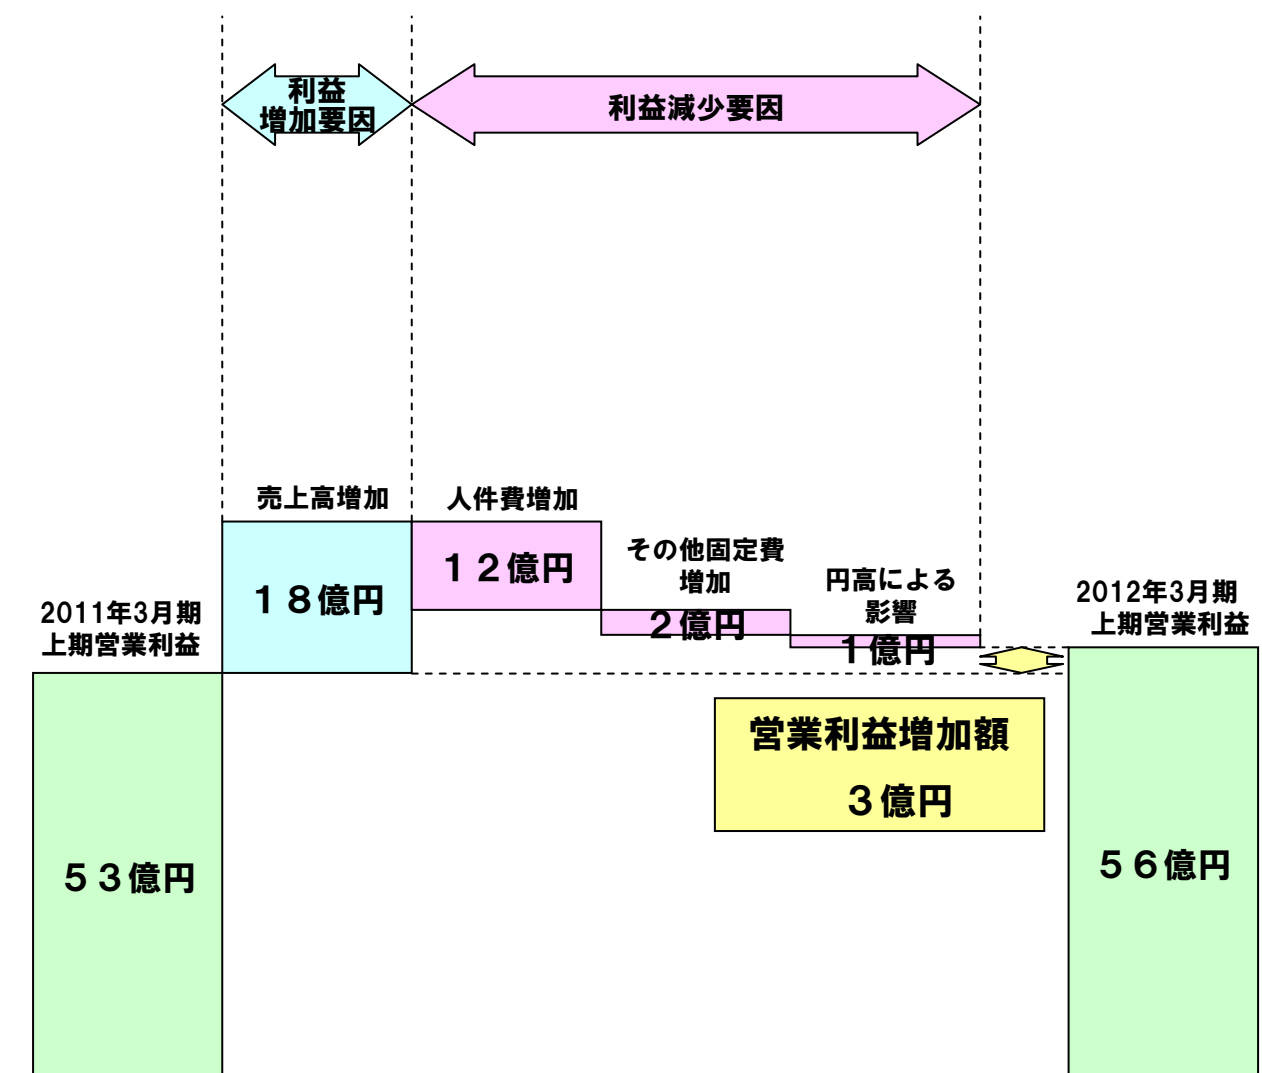 利益
増加要因
利益減少要因
売上高増加
人件費増加
その他固定費
増加
円高による
影響
2011年3月期
上期営業利益
2012年3月期
上期営業利益
１８億円
１２億円
２億円
１億円
営業利益増加額
３億円
５３億円
５６億円